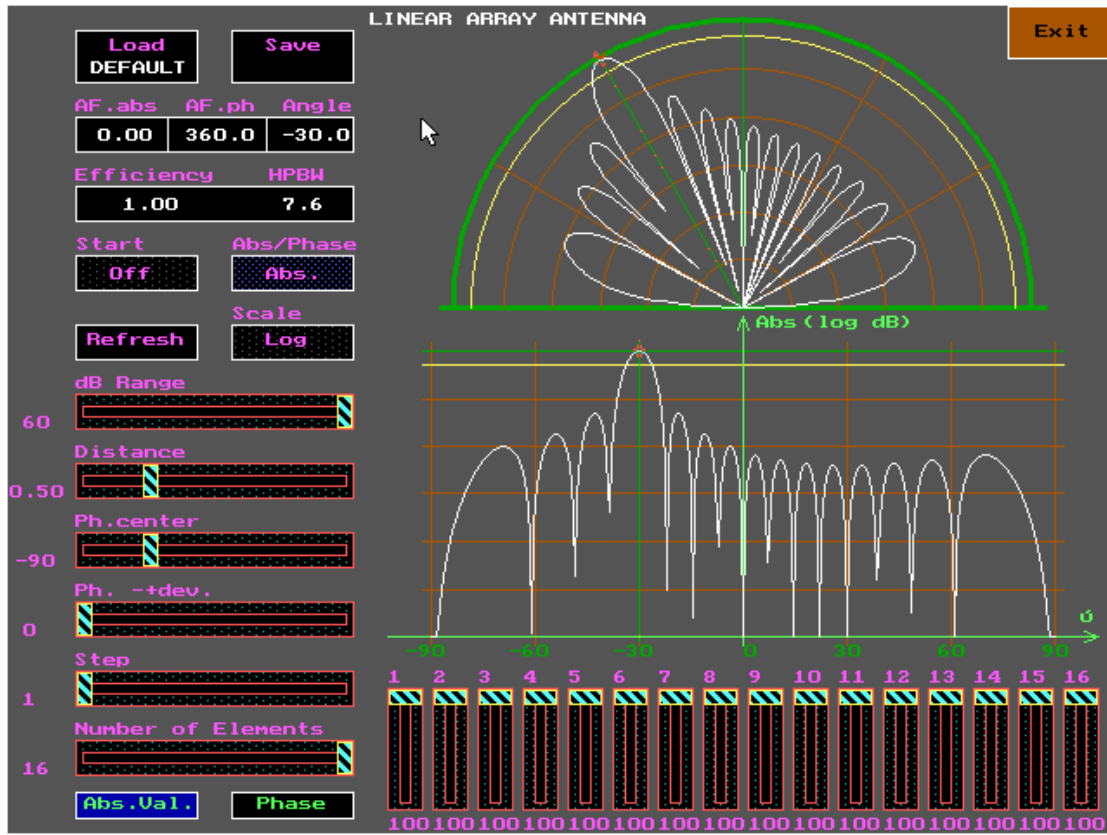 LINEAR ARRAY ANTENNA
Exit
Load
DEFAULT
Save
AF.abs AF.ph Angle
0.00 360.0 -30.0
Efficiency HPBW
1.00 7.6
Start Abs/Phase
Off Abs.
Scale
Refresh Log
Abs(log dB)
dB Range
60
Distance
0.50
Ph.center
-90
Ph. -+dev.
0
Step
1
Number of Elements
16
Abs.Val. Phase
ú
-90 -60 -30 0 30 60 90
1 2 3 4 5 6 7 8 9 10 11 12 13 14 15 16
100 100 100 100 100 100 100 100 100 100 100 100 100 100 100 100